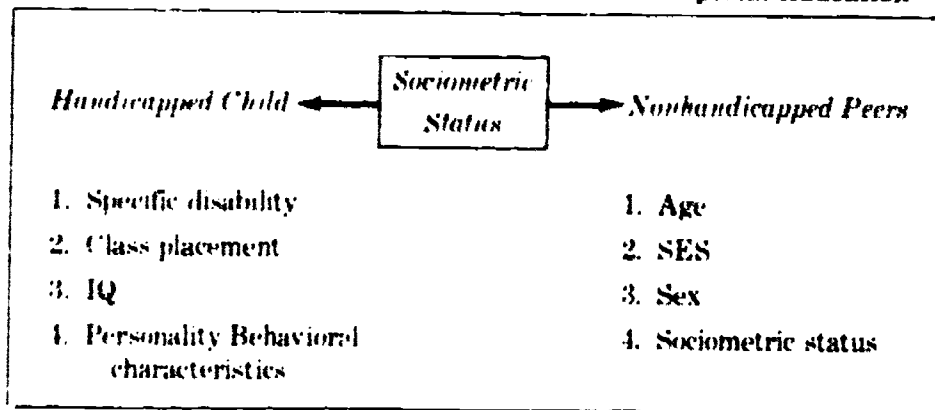 Sociometric
Handicapped Child
Nonhandicapped Peers
Status
1. Specific disability
2. Class placement
3. IQ
4. Personality Behavioral
characteristics
1. Age
2. SES
3. Sex
4. Sociometric status